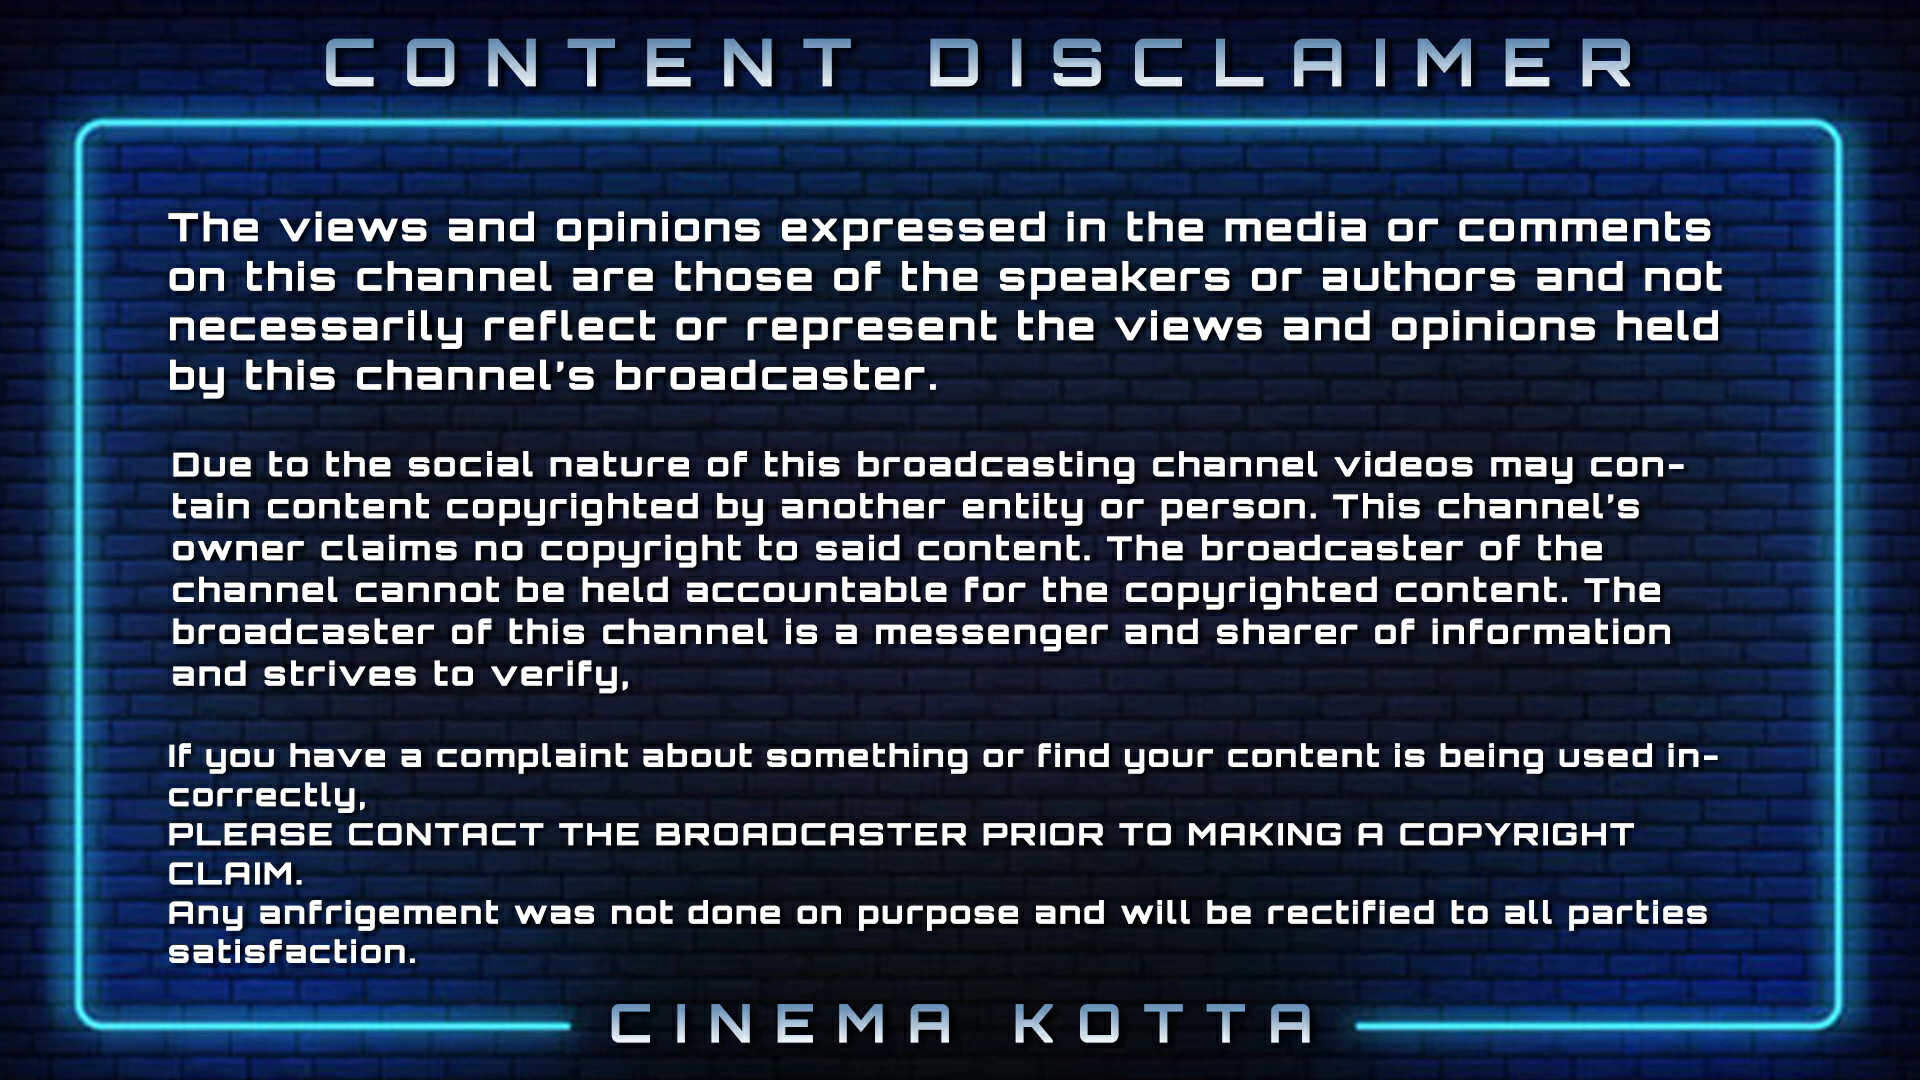 CONTENT DISCLAIMER
The views and opinions expressed in the media or comments
on this channel are those of the speakers or authors and not
necessarily reflect or represent the views and opinions held
by this channel's broadcaster.
Due to the social nature of this broadcasting channel videos may con-
tain content copyrighted by another entity or person. This channel's
owner claims no copyright to said content. The broadcaster of the
channel cannot be held accountable for the copyrighted content. The
broadcaster of this channel is a messenger and sharer of information
and strives to verify,
If you have a complaint about something or find your content is being used in-
correctly,
PLEASE CONTACT THE BROADCASTER PRIOR TO MAKING A COPYRIGHT
CLAIM.
Any anfrigement was not done on purpose and will be rectified to all parties
satisfaction.
CINEMA KOTTA